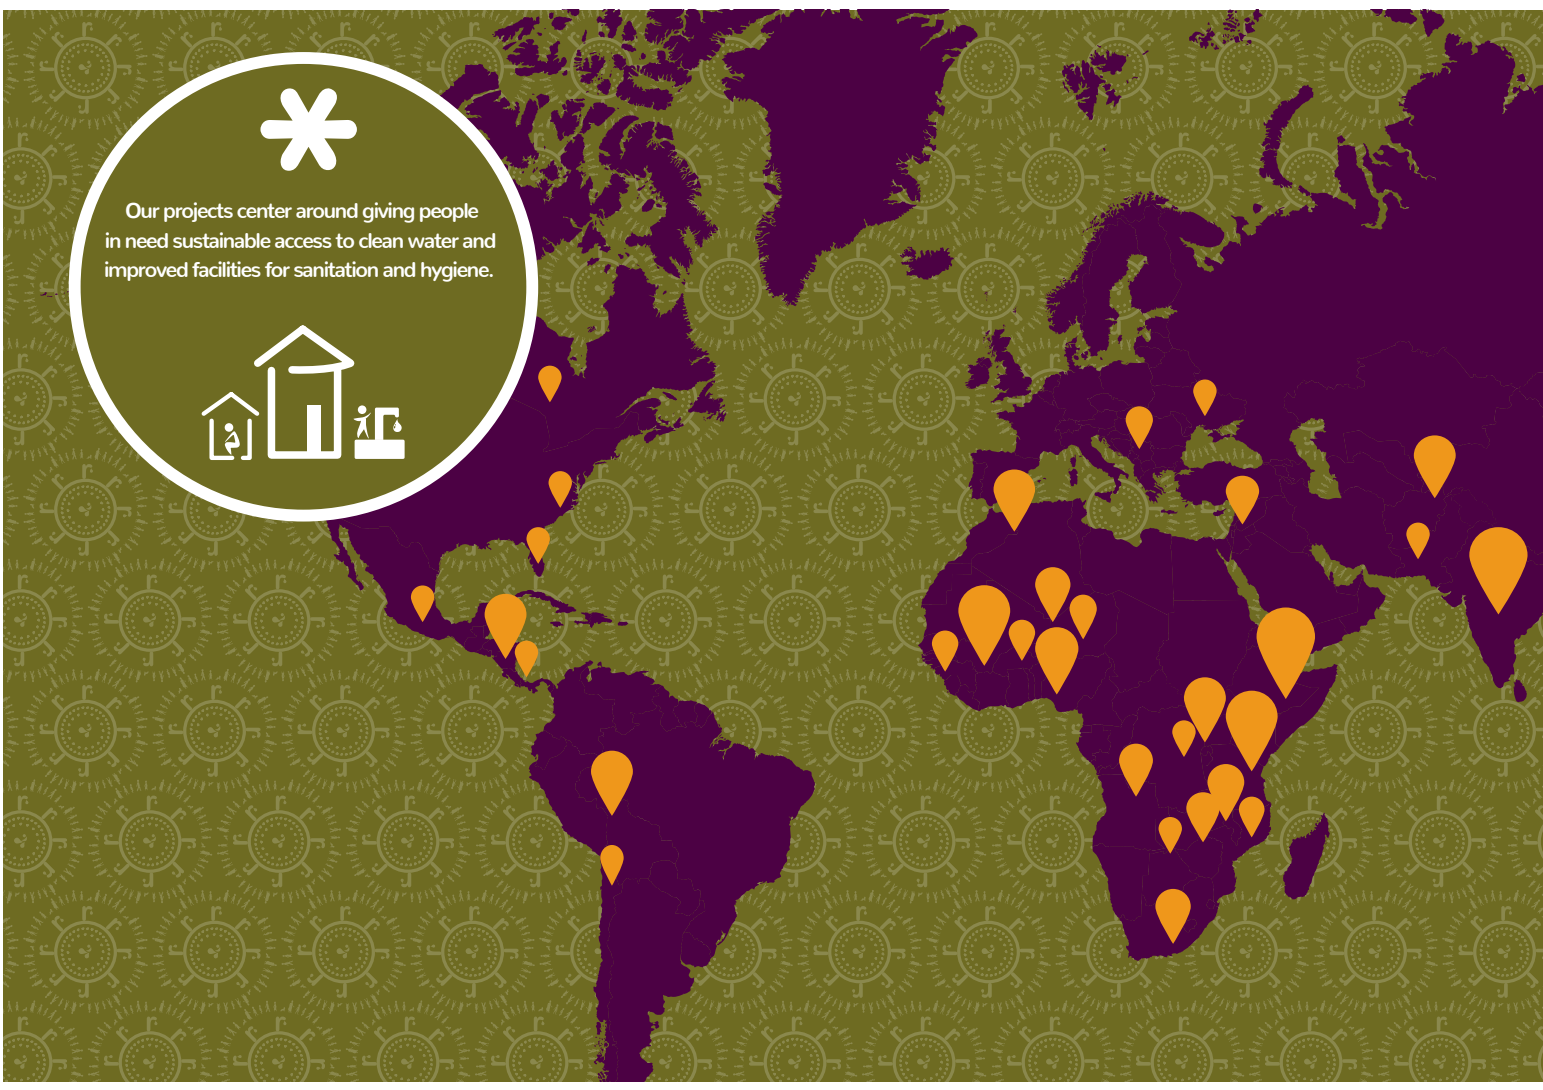 Our projects center around giving people
in need sustainable access to clean water and
improved facilities for sanitation and hygiene.